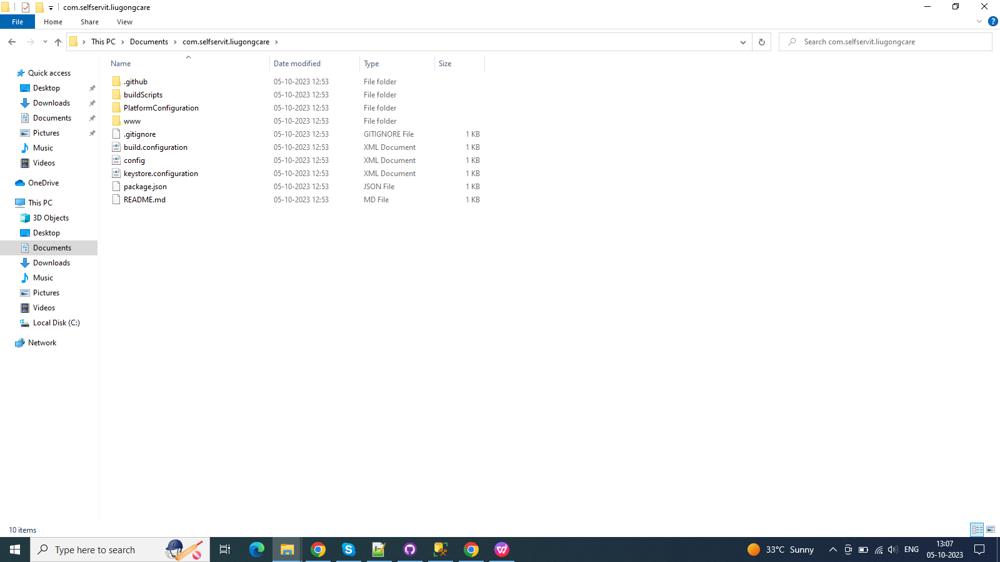 com.selfservit.liugongcare
File Home Share View
This PC Documents com.selfservit.liugongcare
Search com.selfservit.liugongcare
Quick access
Desktop
Downloads
Documents
Pictures
Music
Videos
OneDrive
This PC
3D Objects
Desktop
Documents
Downloads
Music
Pictures
Videos
Local Disk (C:)
Network
Name Date modified Type Size
.github 05-10-2023 12:53 File folder
buildScripts 05-10-2023 12:53 File folder
PlatformConfiguration 05-10-2023 12:53 File folder
www 05-10-2023 12:53 File folder
.gitignore 05-10-2023 12:53 GITIGNORE File 1 KB
build.configuration 05-10-2023 12:53 XML Document 1 KB
config 05-10-2023 12:53 XML Document 1 KB
keystore.configuration 05-10-2023 12:53 XML Document 1 KB
package.json 05-10-2023 12:53 JSON File 1 KB
README.md 05-10-2023 12:53 MD File 1 KB
10 items
Type here to search
33°C Sunny
ENG
13:07
05-10-2023